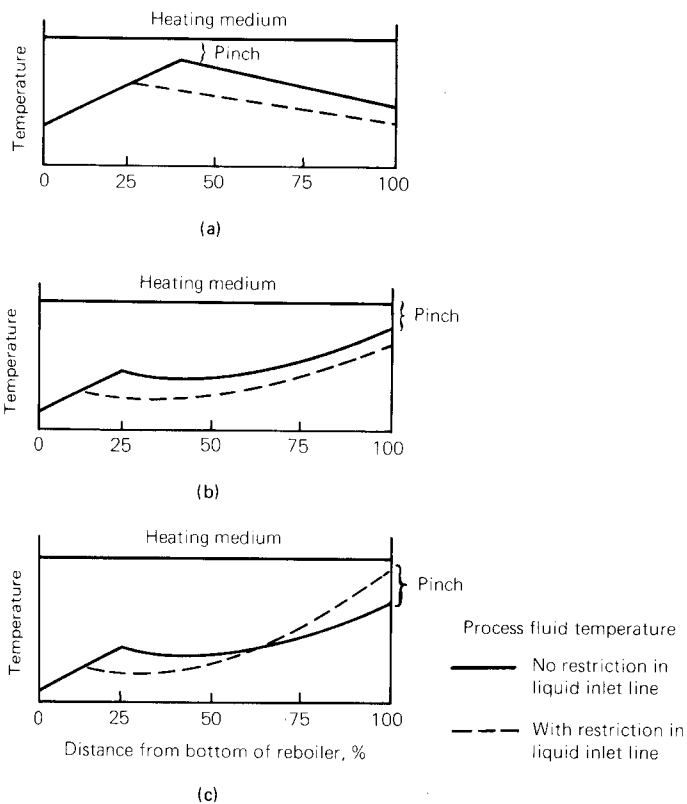 Heating medium
Pinch
Temperature
0 25 50 75 100
(a)
Heating medium
Pinch
Temperature
0 25 50 75 100
(b)
Heating medium
Pinch
Temperature
0 25 50 75 100
Distance from bottom of reboiler, %
(c)
Process fluid temperature
No restriction in
liquid inlet line
With restriction in
liquid inlet line